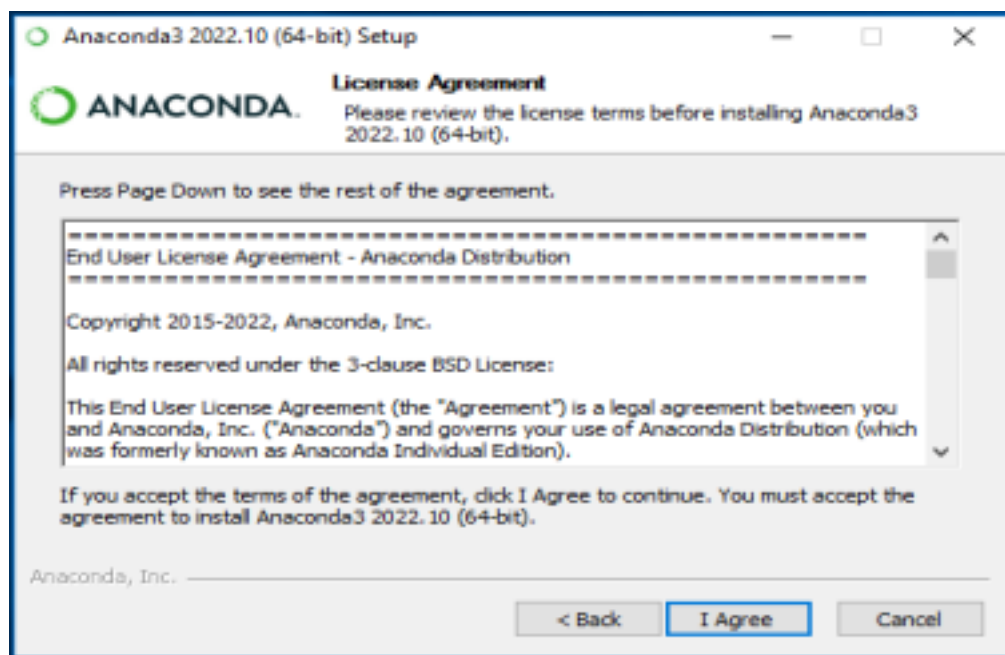 Anaconda3 2022.10 (64-bit) Setup
ANACONDA.
License Agreement
Please review the license terms before installing Anaconda3
2022.10 (64-bit).
Press Page Down to see the rest of the agreement.
======================================================
End User License Agreement - Anaconda Distribution
======================================================
Copyright 2015-2022, Anaconda, Inc.
All rights reserved under the 3-clause BSD License:
This End User License Agreement (the "Agreement") is a legal agreement between you
and Anaconda, Inc. ("Anaconda") and governs your use of Anaconda Distribution (which
was formerly known as Anaconda Individual Edition).
If you accept the terms of the agreement, click I Agree to continue. You must accept the
agreement to install Anaconda3 2022.10 (64-bit).
Anaconda, Inc.
< Back
I Agree
Cancel